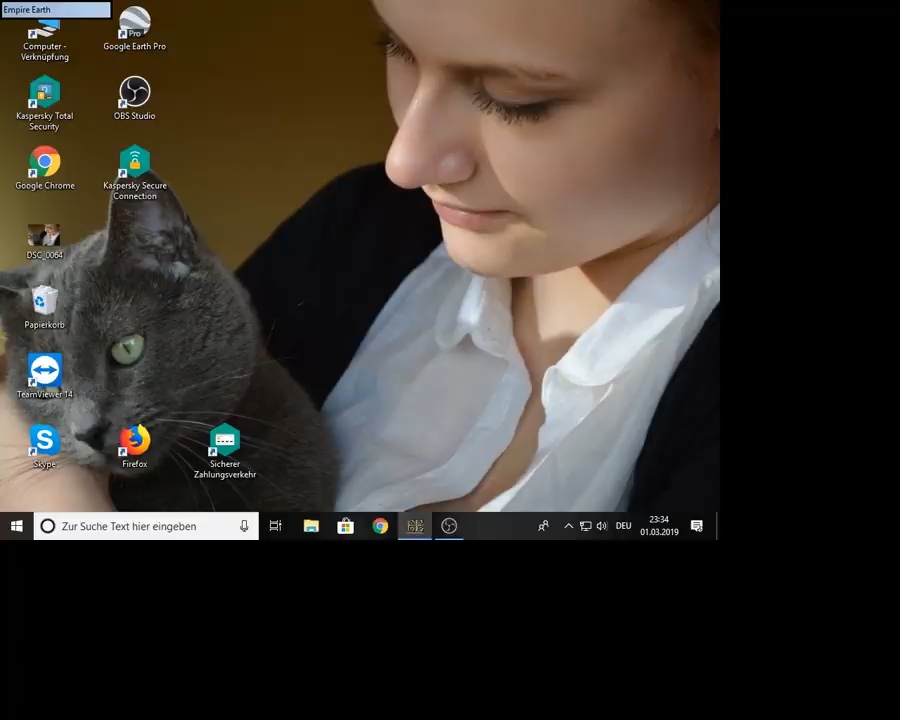 Empire Earth
Computer -
Verknüpfung
Pro
Google Earth Pro
Kaspersky Total
Security
OBS Studio
Google Chrome
Kaspersky Secure
Connection
DSC_0064
Papierkorb
TeamViewer 14
Skype
Firefox
Sicherer
Zahlungsverkehr
Zur Suche Text hier eingeben
DEU
23:34
01.03.2019